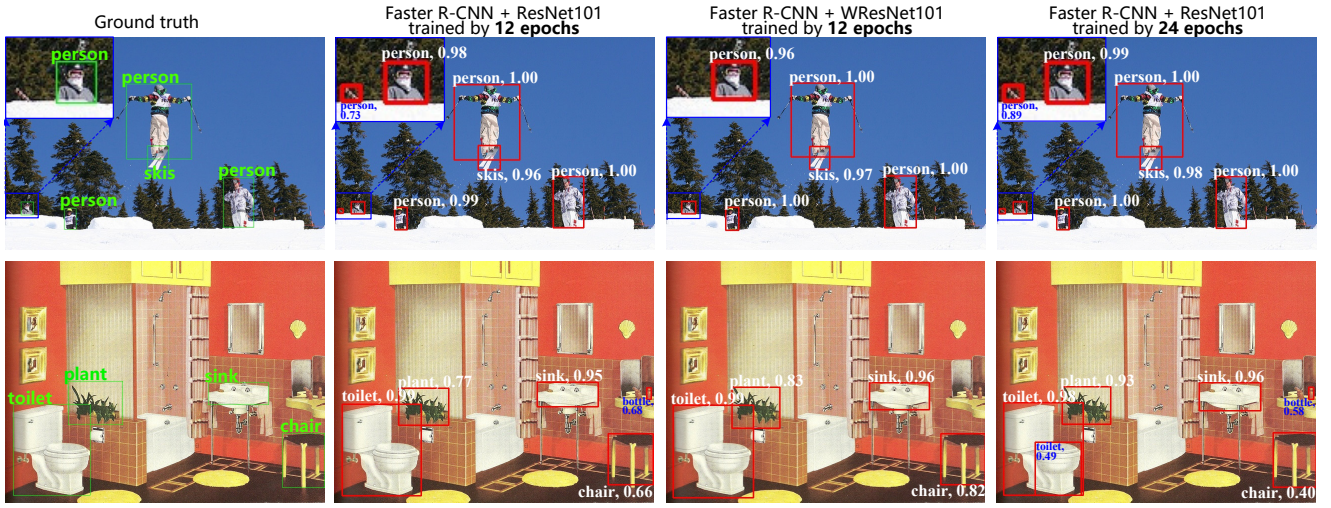 Ground truth
Faster R-CNN + ResNet101
trained by 12 epochs
Faster R-CNN + WResNet101
trained by 12 epochs
Faster R-CNN + ResNet101
trained by 24 epochs
person
person
skis
person
person
person, 0.98
person, 1.00
person,
0.73
skis, 0.96
person, 1.00
person, 0.99
person, 0.96
person, 1.00
skis, 0.97
person, 1.00
person, 1.00
person, 0.99
person, 1.00
person,
0.89
skis, 0.98
person, 1.00
person, 1.00
plant
sink
toilet
chair
plant, 0.77
sink, 0.95
bottle,
0.68
chair, 0.66
plant, 0.83
sink, 0.96
toilet, 0.99
chair, 0.82
plant, 0.93
sink, 0.96
toilet, 0.98
bottle,
0.58
toilet,
0.49
chair, 0.40